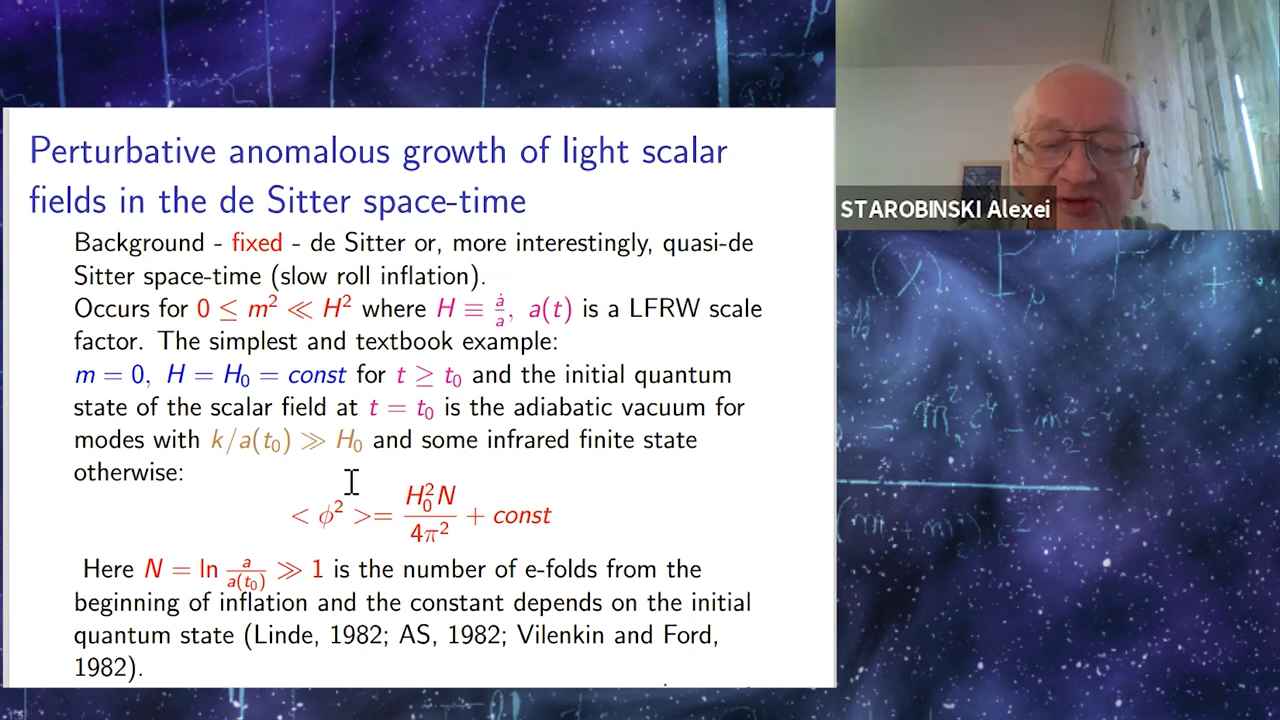 Perturbative anomalous growth of light scalar
fields in the de Sitter space-time
Background - fixed - de Sitter or, more interestingly, quasi-de
Sitter space-time (slow roll inflation).
Occurs for 0 ≤ m² ≪ H² where H ≡ ȧ/a, a(t) is a LFRW scale
factor. The simplest and textbook example:
m = 0, H = H₀ = const for t ≥ t₀ and the initial quantum
state of the scalar field at t = t₀ is the adiabatic vacuum for
modes with k/a(t₀) ≫ H₀ and some infrared finite state
otherwise:
< ϕ² >= H₀²N/4π² + const
Here N = ln a/a(t₀) ≫ 1 is the number of e-folds from the
beginning of inflation and the constant depends on the initial
quantum state (Linde, 1982; AS, 1982; Vilenkin and Ford,
1982).
STAROBINSKI Alexei